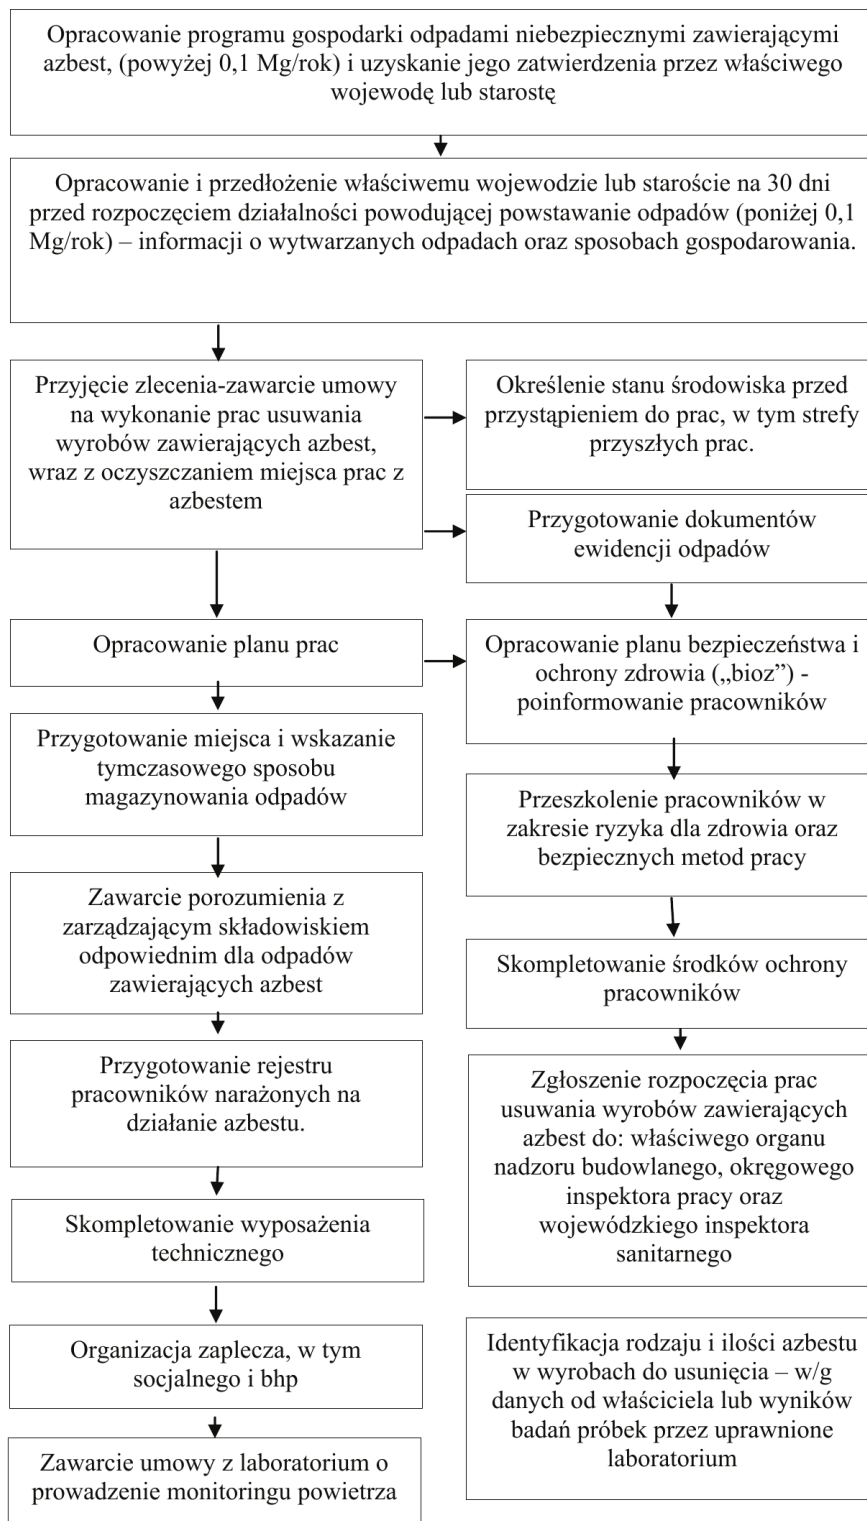 Opracowanie programu gospodarki odpadami niebezpiecznymi zawierającymi
azbest, (powyżej 0,1 Mg/rok) i uzyskanie jego zatwierdzenia przez właściwego
wojewodę lub starostę
Opracowanie i przedłożenie właściwemu wojewodzie lub staroście na 30 dni
przed rozpoczęciem działalności powodującej powstawanie odpadów (poniżej 0,1
Mg/rok) – informacji o wytwarzanych odpadach oraz sposobach gospodarowania.
Przyjęcie zlecenia-zawarcie umowy
na wykonanie prac usuwania
wyrobów zawierających azbest,
wraz z oczyszczaniem miejsca prac z
azbestem
Określenie stanu środowiska przed
przystąpieniem do prac, w tym strefy
przyszłych prac.
Przygotowanie dokumentów
ewidencji odpadów
Opracowanie planu prac
Opracowanie planu bezpieczeństwa i
ochrony zdrowia („bioz”) -
poinformowanie pracowników
Przygotowanie miejsca i wskazanie
tymczasowego sposobu
magazynowania odpadów
Przeszkolenie pracowników w
zakresie ryzyka dla zdrowia oraz
bezpiecznych metod pracy
Zawarcie porozumienia z
zarządzającym składowiskiem
odpowiednim dla odpadów
zawierających azbest
Skompletowanie środków ochrony
pracowników
Przygotowanie rejestru
pracowników narażonych na
działanie azbestu.
Zgłoszenie rozpoczęcia prac
usuwania wyrobów zawierających
azbest do: właściwego organu
nadzoru budowlanego, okręgowego
inspektora pracy oraz
wojewódzkiego inspektora
sanitarnego
Skompletowanie wyposażenia
technicznego
Organizacja zaplecza, w tym
socjalnego i bhp
Identyfikacja rodzaju i ilości azbestu
w wyrobach do usunięcia – w/g
danych od właściciela lub wyników
badań próbek przez uprawnione
laboratorium
Zawarcie umowy z laboratorium o
prowadzenie monitoringu powietrza